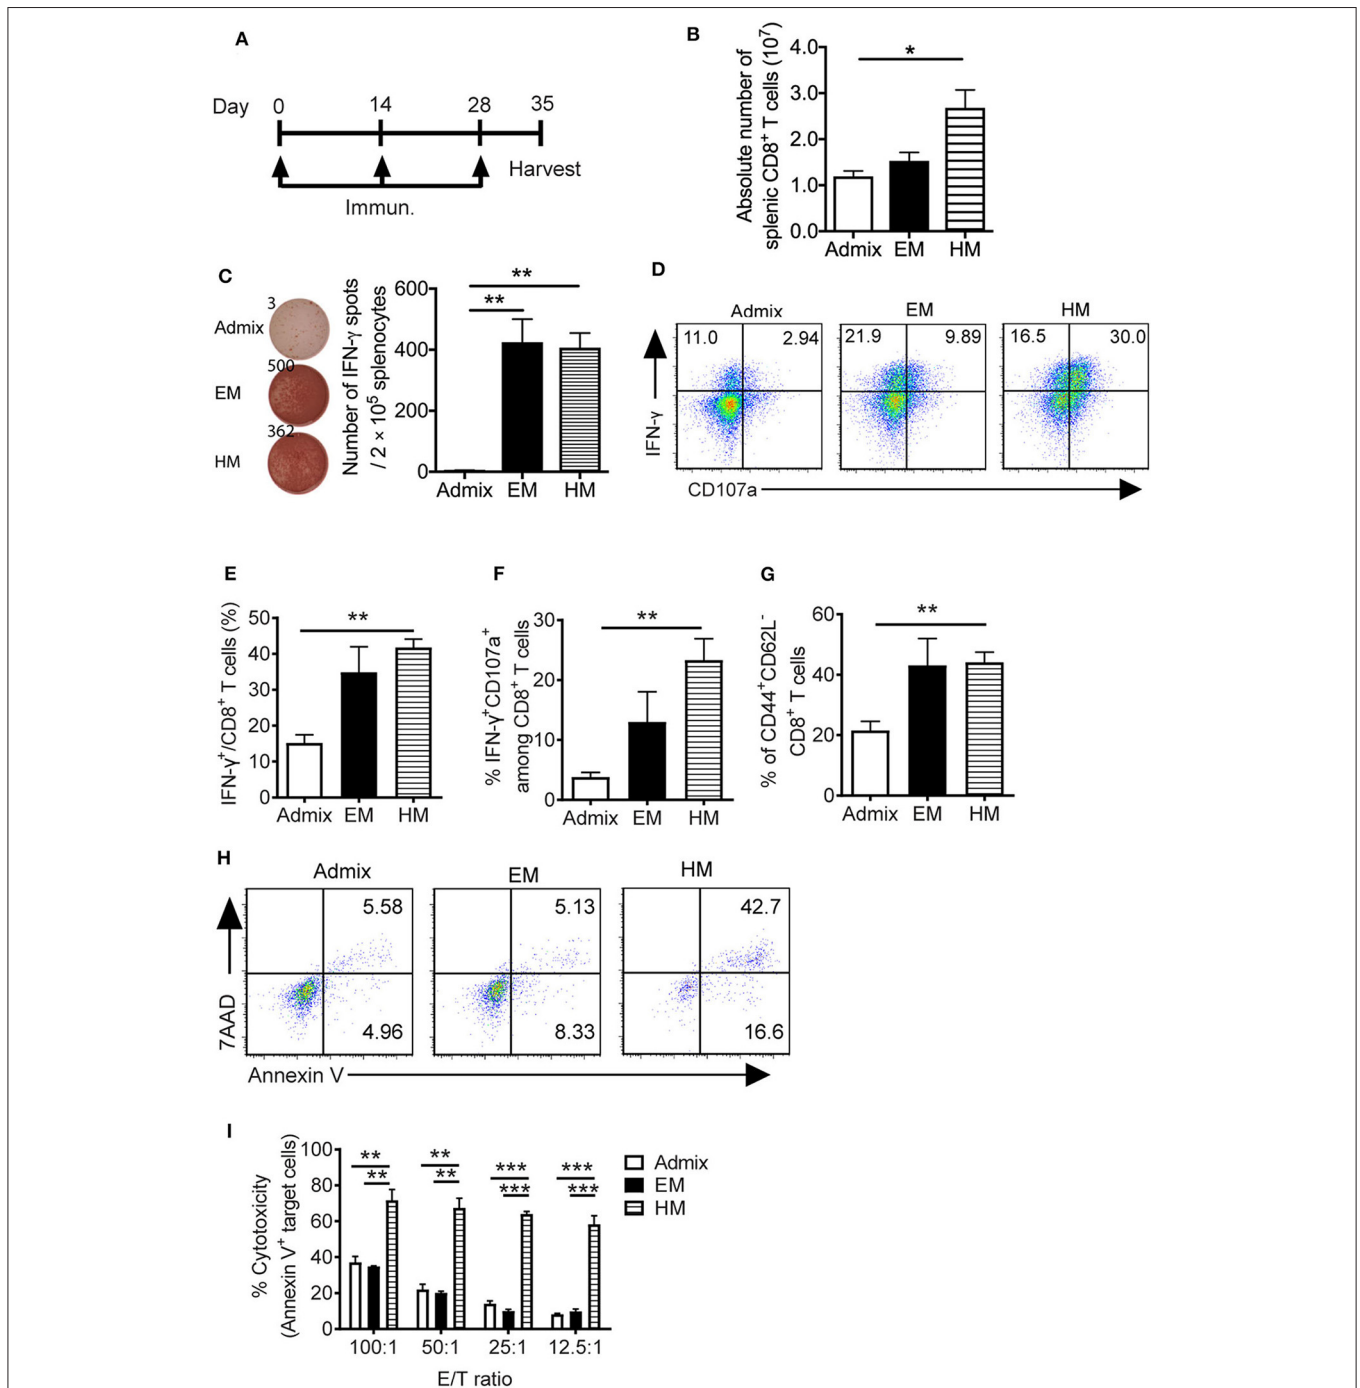 A
Day 0 14 28 35
Harvest
Immun.
B
Absolute number of
splenic CD8+ T cells (10^7)
4.0
3.0
2.0
1.0
0.0
*
Admix EM HM
C
3
Admix
500
EM
362
HM
Number of IFN-γ spots
/ 2 × 10^5 splenocytes
600
400
200
0
**
**
Admix EM HM
D
Admix EM HM
11.0 2.94
21.9 9.89
16.5 30.0
IFN-γ
CD107a
E
IFN-γ+/CD8+ T cells (%)
50
40
30
20
10
0
**
Admix EM HM
F
% IFN-γ+CD107a+
among CD8+ T cells
30
20
10
0
**
Admix EM HM
G
% of CD44+CD62L-
CD8+ T cells
60
40
20
0
**
Admix EM HM
H
Admix EM HM
5.58 5.13 42.7
4.96 8.33 16.6
7AAD
Annexin V
I
% Cytotoxicity
(Annexin V+ target cells)
100
80
60
40
20
0
** ** *** ***
** ** *** ***
Admix
EM
HM
100:1 50:1 25:1 12.5:1
E/T ratio